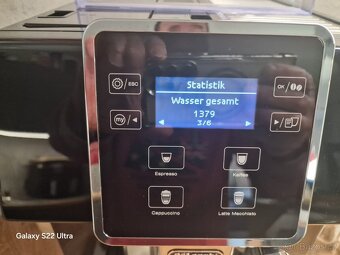 Statistik
/ESC
OK/
Wasser gesamt
1379
3/6
my/
Espresso
Kaffee
Cappuccino
Latte Macchiato
Galaxy S22 Ultra